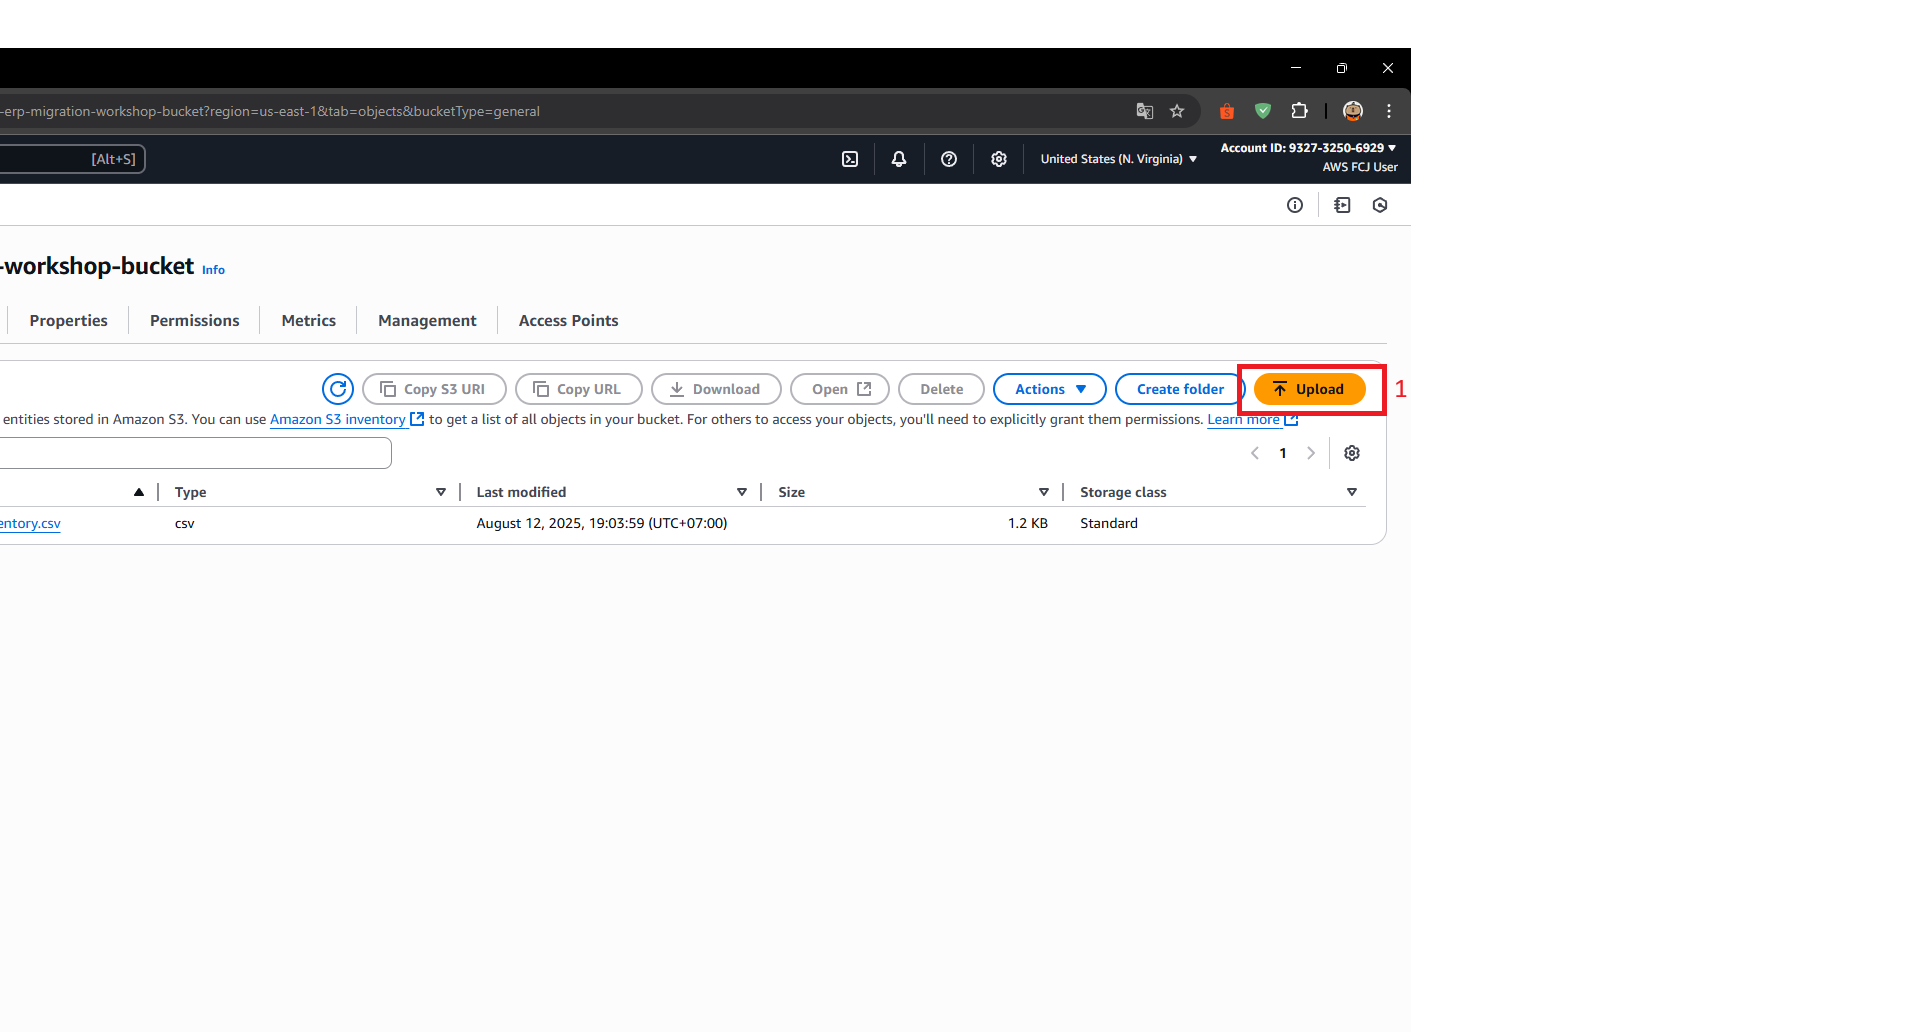 -erp-migration-workshop-bucket?region=us-east-1&tab=objects&bucketType=general
[Alt+S]
United States (N. Virginia)
Account ID: 9327-3250-6929
AWS FCJ User
-workshop-bucket Info
Properties Permissions Metrics Management Access Points
Copy S3 URI Copy URL Download Open Delete Actions Create folder Upload 1
entities stored in Amazon S3. You can use Amazon S3 inventory to get a list of all objects in your bucket. For others to access your objects, you'll need to explicitly grant them permissions. Learn more
1
Type Last modified Size Storage class
entory.csv csv August 12, 2025, 19:03:59 (UTC+07:00) 1.2 KB Standard